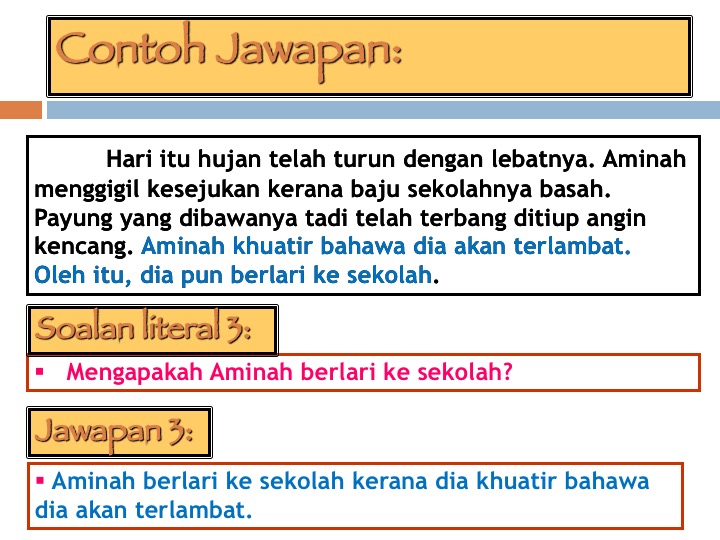 Contoh Jawapan:
Hari itu hujan telah turun dengan lebatnya. Aminah
menggigil kesejukan kerana baju sekolahnya basah.
Payung yang dibawanya tadi telah terbang ditiup angin
kencang. Aminah khuatir bahawa dia akan terlambat.
Oleh itu, dia pun berlari ke sekolah.
Soalan literal 3:
▪ Mengapakah Aminah berlari ke sekolah?
Jawapan 3:
▪ Aminah berlari ke sekolah kerana dia khuatir bahawa
dia akan terlambat.